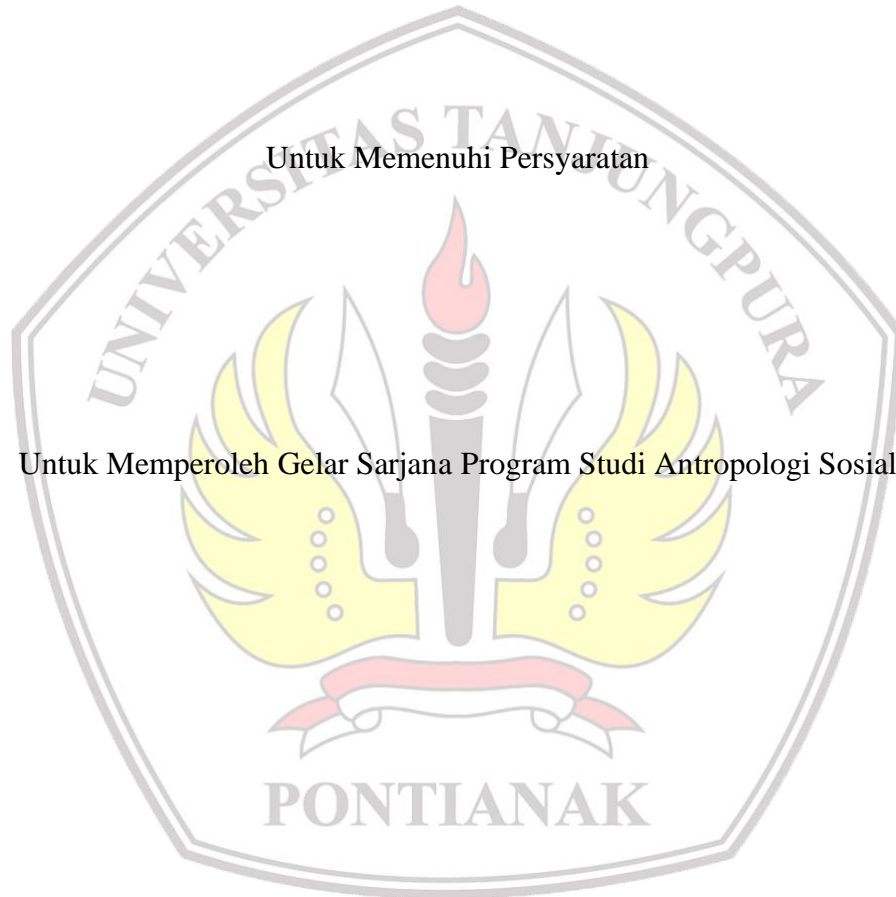 UNIVERSITAS TANJUNGPURA
Untuk Memenuhi Persyaratan
Untuk Memperoleh Gelar Sarjana Program Studi Antropologi Sosial
PONTIANAK